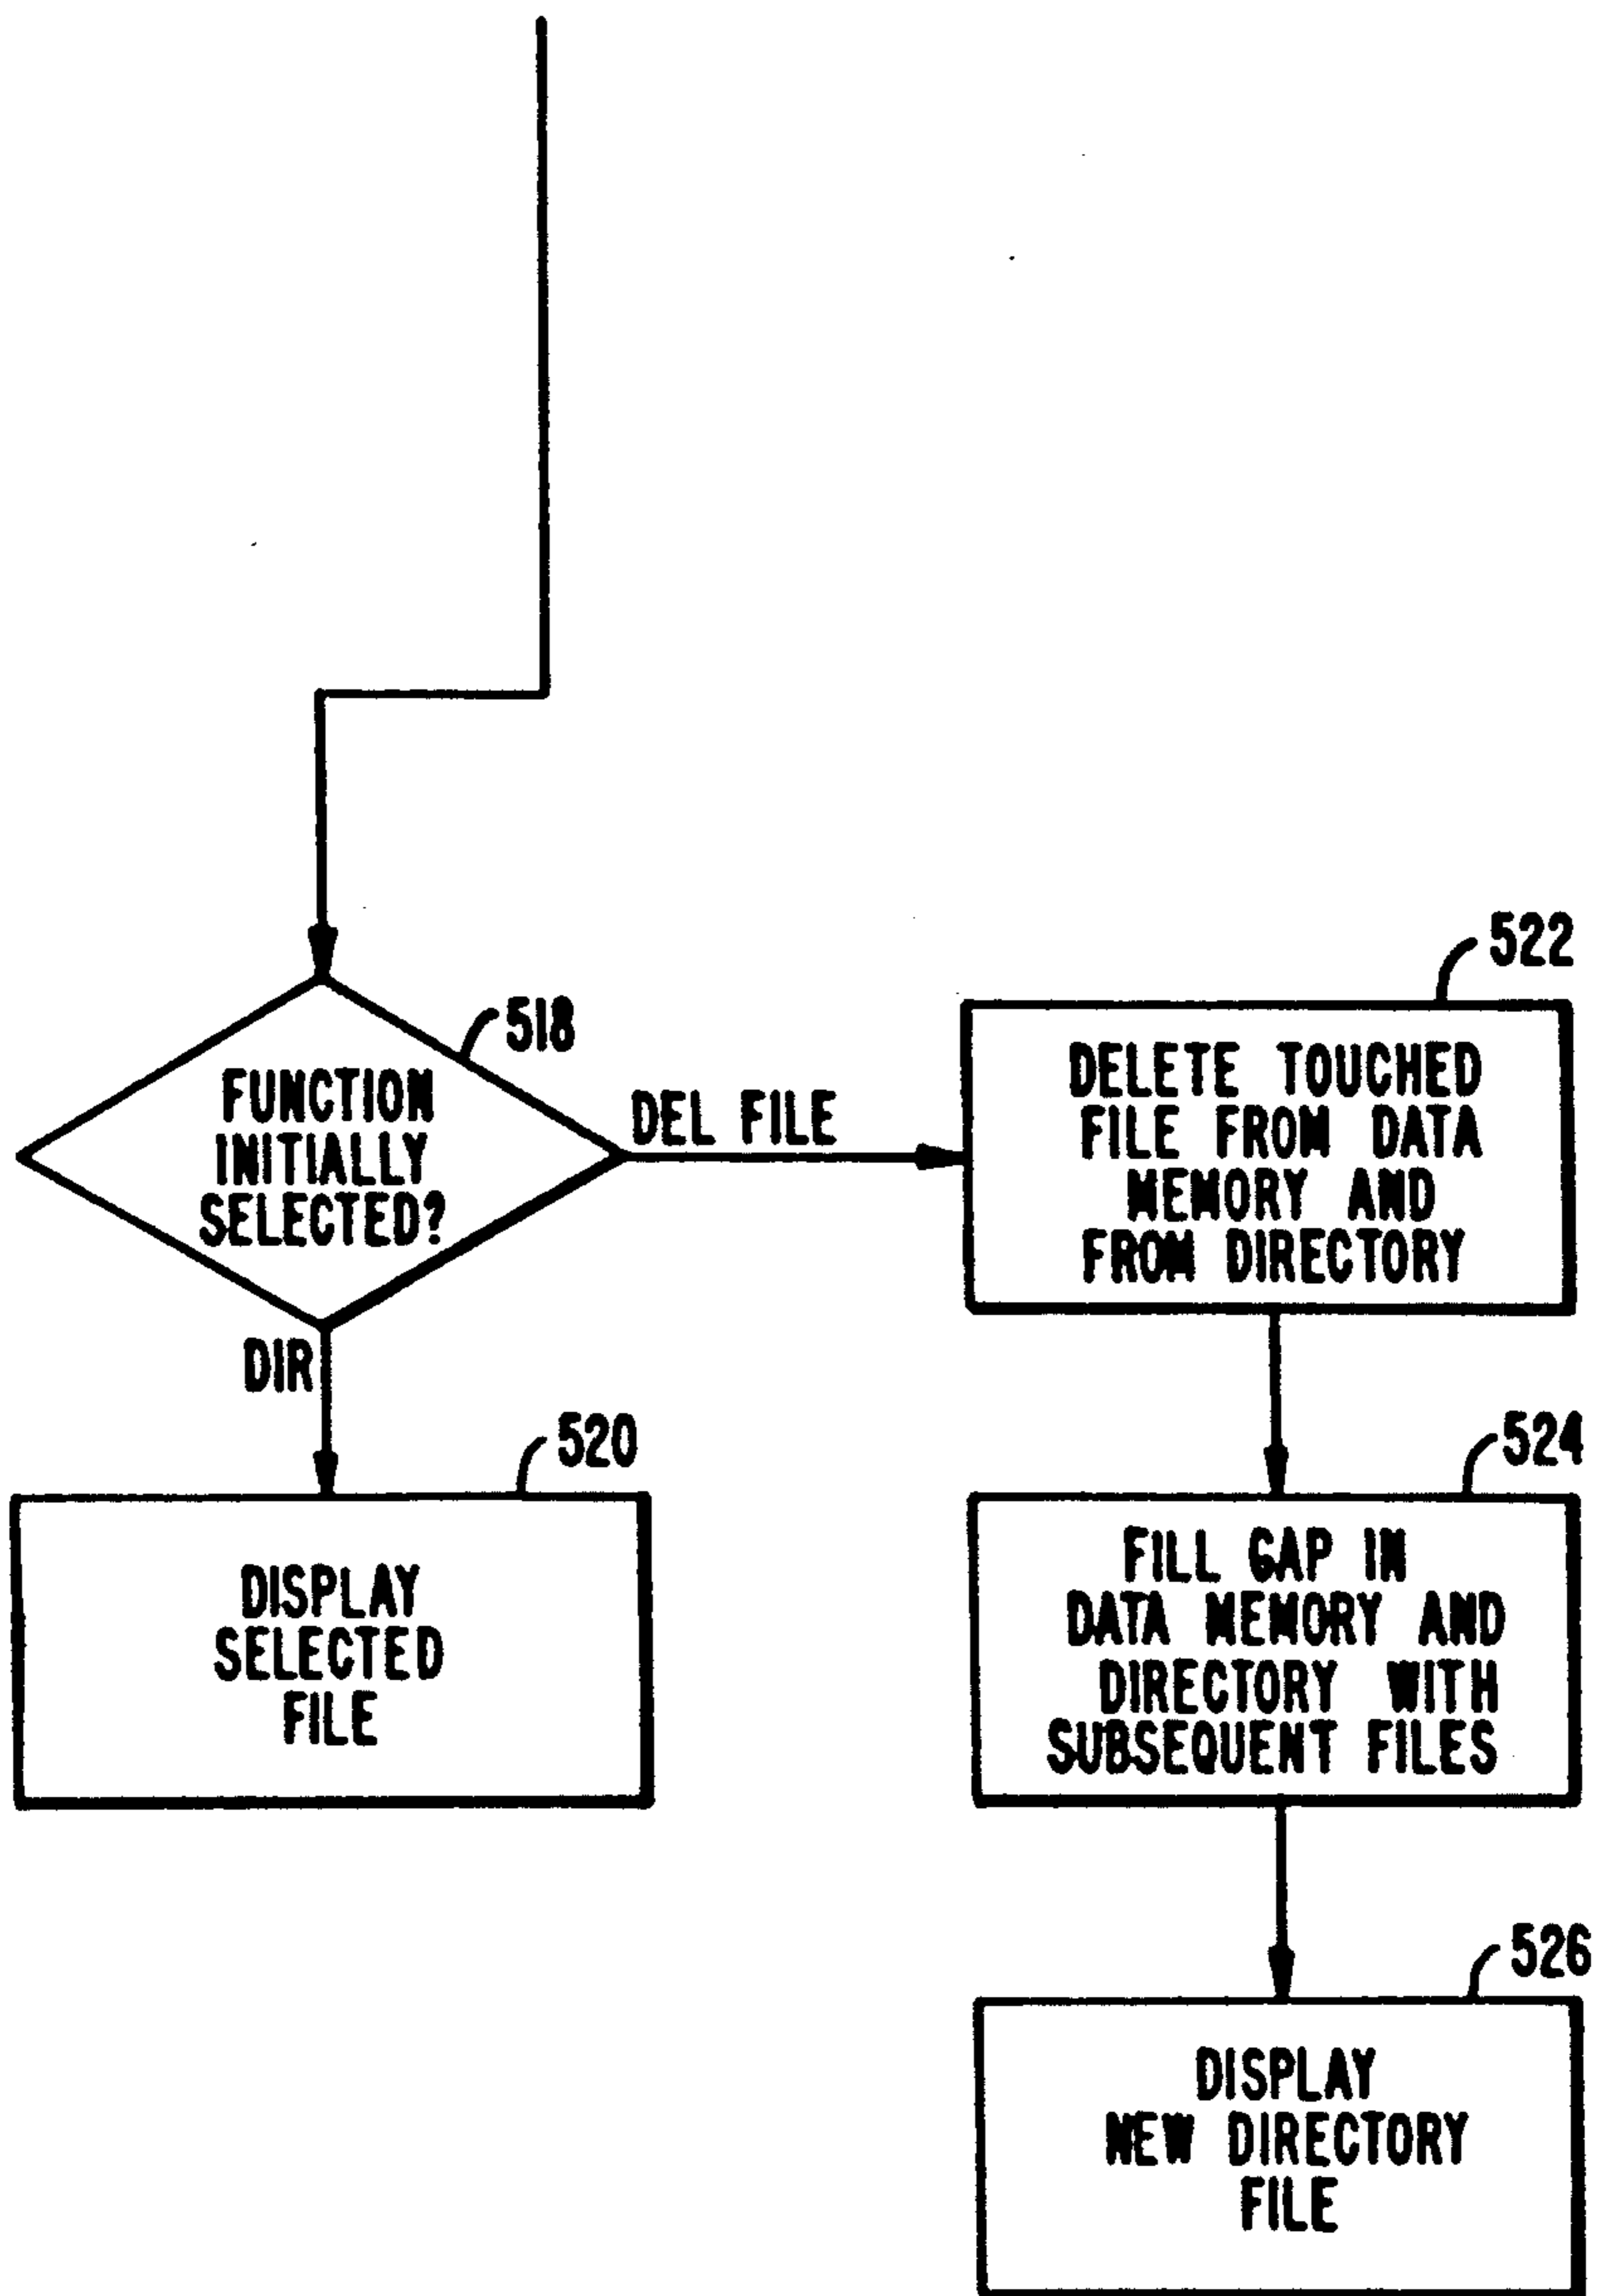 518
FUNCTION
INITIALLY
SELECTED?
DEL FILE
DIR
520
DISPLAY
SELECTED
FILE
522
DELETE TOUCHED
FILE FROM DATA
MEMORY AND
FROM DIRECTORY
524
FILL GAP IN
DATA MEMORY AND
DIRECTORY WITH
SUBSEQUENT FILES
526
DISPLAY
NEW DIRECTORY
FILE